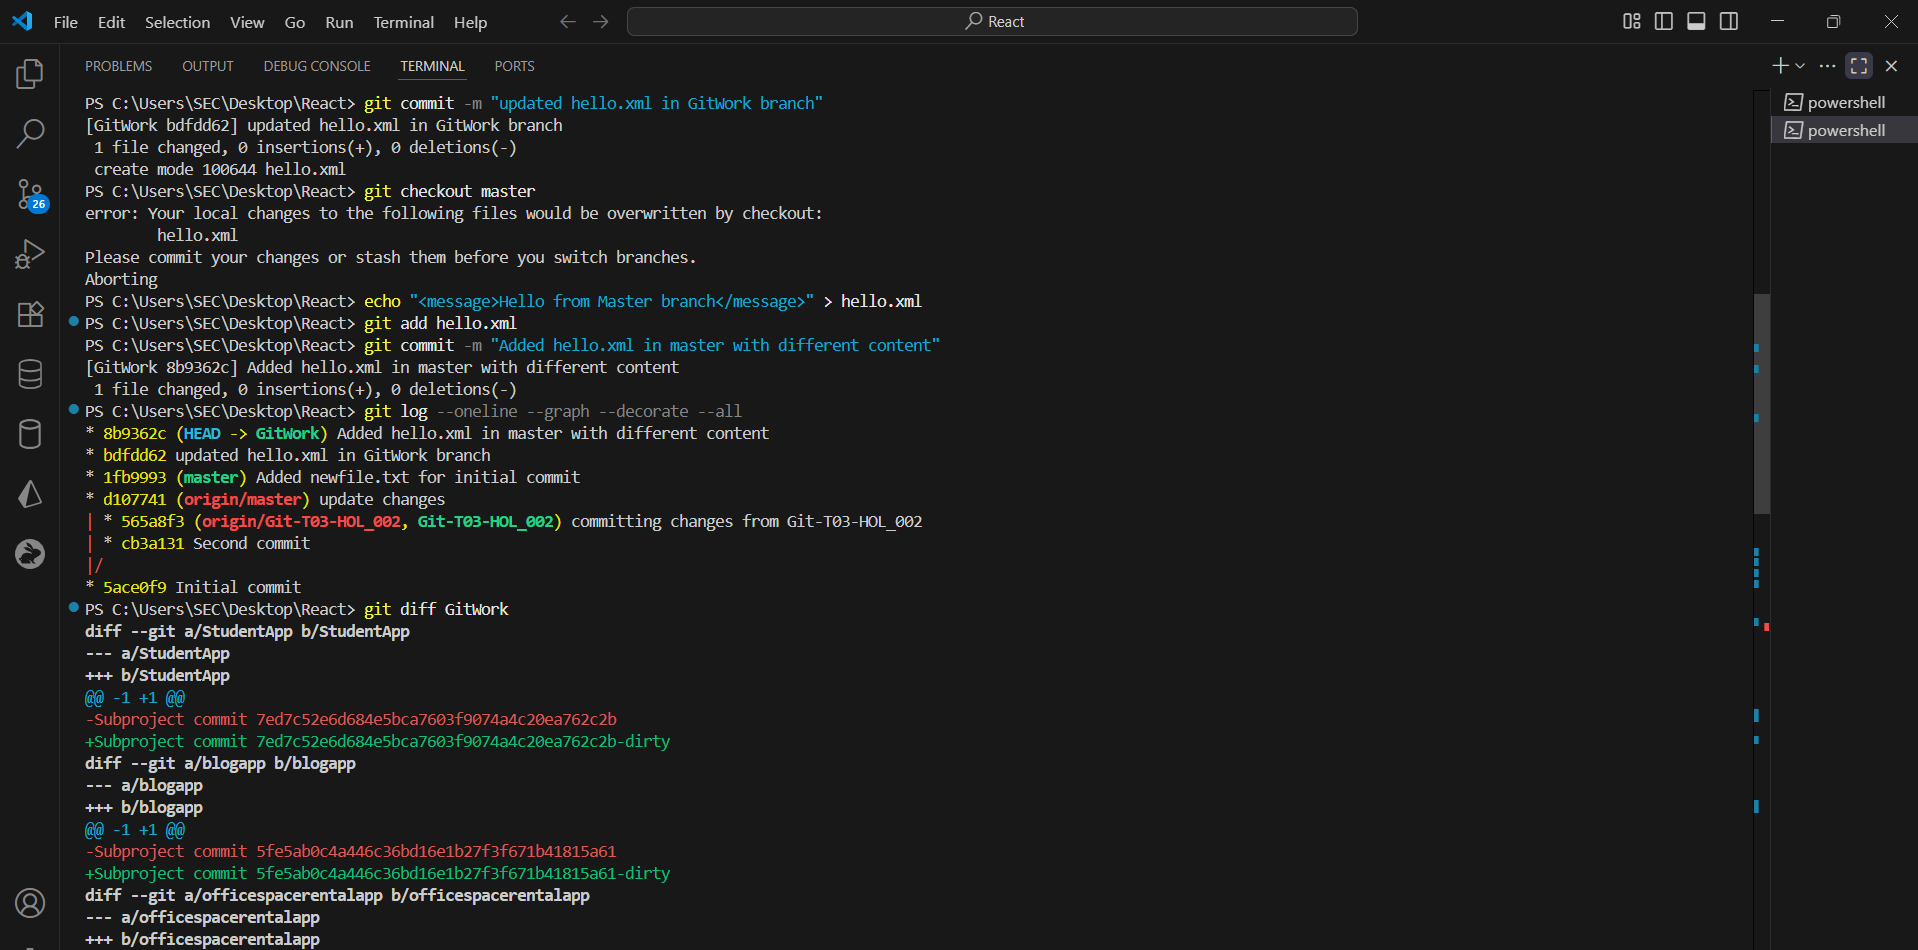 File Edit Selection View Go Run Terminal Help
React
PROBLEMS OUTPUT DEBUG CONSOLE TERMINAL PORTS
powershell
powershell
26
PS C:\Users\SEC\Desktop\React> git commit -m "updated hello.xml in GitWork branch"
[GitWork bdfdd62] updated hello.xml in GitWork branch
 1 file changed, 0 insertions(+), 0 deletions(-)
 create mode 100644 hello.xml
PS C:\Users\SEC\Desktop\React> git checkout master
error: Your local changes to the following files would be overwritten by checkout:
        hello.xml
Please commit your changes or stash them before you switch branches.
Aborting
PS C:\Users\SEC\Desktop\React> echo "<message>Hello from Master branch</message>" > hello.xml
PS C:\Users\SEC\Desktop\React> git add hello.xml
PS C:\Users\SEC\Desktop\React> git commit -m "Added hello.xml in master with different content"
[GitWork 8b9362c] Added hello.xml in master with different content
 1 file changed, 0 insertions(+), 0 deletions(-)
PS C:\Users\SEC\Desktop\React> git log --oneline --graph --decorate --all
* 8b9362c (HEAD -> GitWork) Added hello.xml in master with different content
* bdfdd62 updated hello.xml in GitWork branch
* 1fb9993 (master) Added newfile.txt for initial commit
* d107741 (origin/master) update changes
| * 565a8f3 (origin/Git-T03-HOL_002, Git-T03-HOL_002) committing changes from Git-T03-HOL_002
| * cb3a131 Second commit
|/
* 5ace0f9 Initial commit
PS C:\Users\SEC\Desktop\React> git diff GitWork
diff --git a/StudentApp b/StudentApp
--- a/StudentApp
+++ b/StudentApp
@@ -1 +1 @@
-Subproject commit 7ed7c52e6d684e5bca7603f9074a4c20ea762c2b
+Subproject commit 7ed7c52e6d684e5bca7603f9074a4c20ea762c2b-dirty
diff --git a/blogapp b/blogapp
--- a/blogapp
+++ b/blogapp
@@ -1 +1 @@
-Subproject commit 5fe5ab0c4a446c36bd16e1b27f3f671b41815a61
+Subproject commit 5fe5ab0c4a446c36bd16e1b27f3f671b41815a61-dirty
diff --git a/officespacerentalapp b/officespacerentalapp
--- a/officespacerentalapp
+++ b/officespacerentalapp